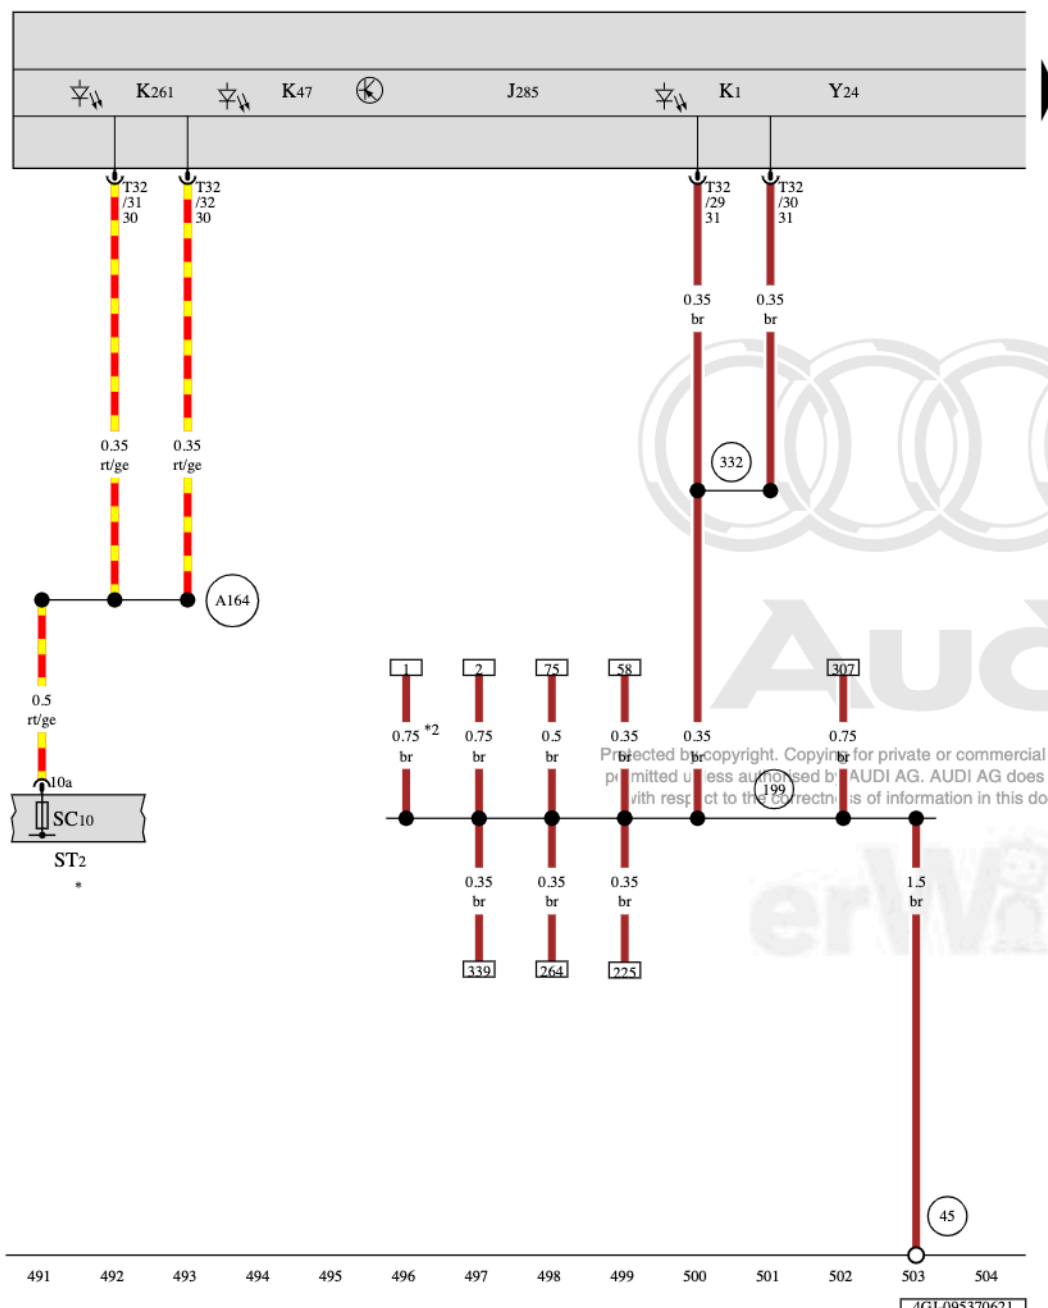 K261 K47 J285 K1 Y24
T32 T32 T32 T32
/31 /32 /29 /30
30 30 31 31
0.35 0.35
br br
0.35 0.35
rt/ge rt/ge
332
A164
1 2 75 58 307
0.5
rt/ge
0.75 *2 0.75 0.5 0.35 0.35 0.75
br br br br br br
Audi
Protected by copyright. Copying for private or commercial
permitted unless authorised by AUDI AG. AUDI AG does
with respect to the correctness of information in this do
10a
199
SC10
ST2
*
0.35 0.35 0.35 1.5
br br br br
erW
339 264 225
45
491 492 493 494 495 496 497 498 499 500 501 502 503 504